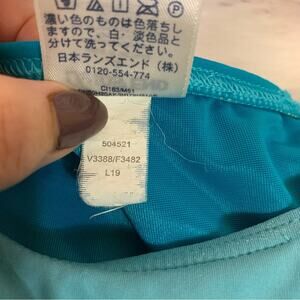 濃い色のものは色落ちし
ますので、白・淡色品と
分けて洗ってください。
日本ランズエンド（株）
0120-554-774
CI163/M51
504521
V3388/F3482
L19